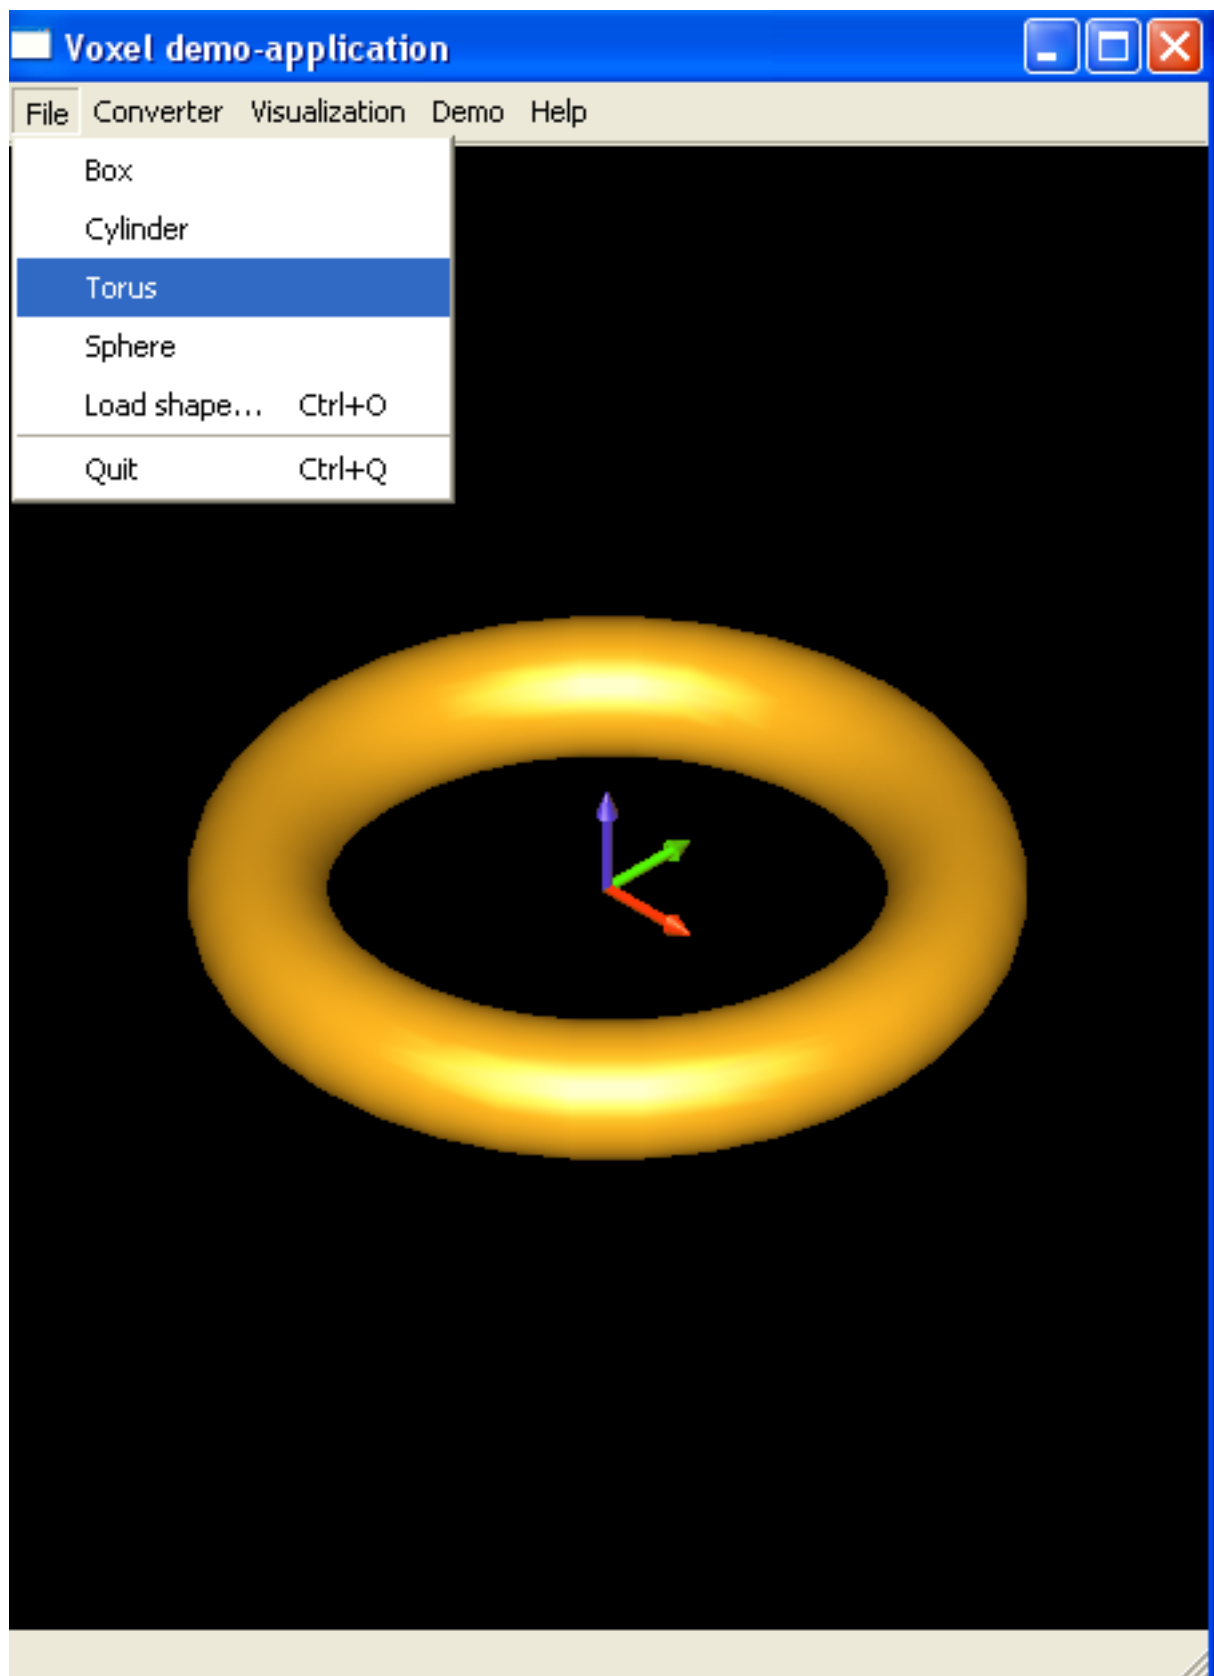 Voxel demo-application
File Converter Visualization Demo Help
Box
Cylinder
Torus
Sphere
Load shape... Ctrl+O
Quit Ctrl+Q